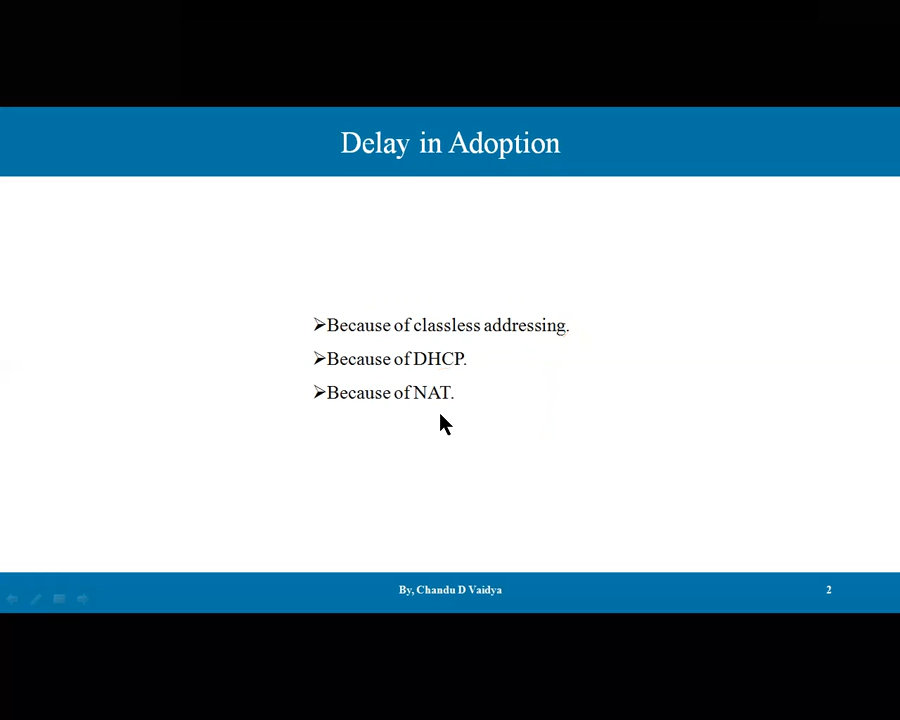 Delay in Adoption
➢Because of classless addressing.
➢Because of DHCP.
➢Because of NAT.
By, Chandu D Vaidya
2